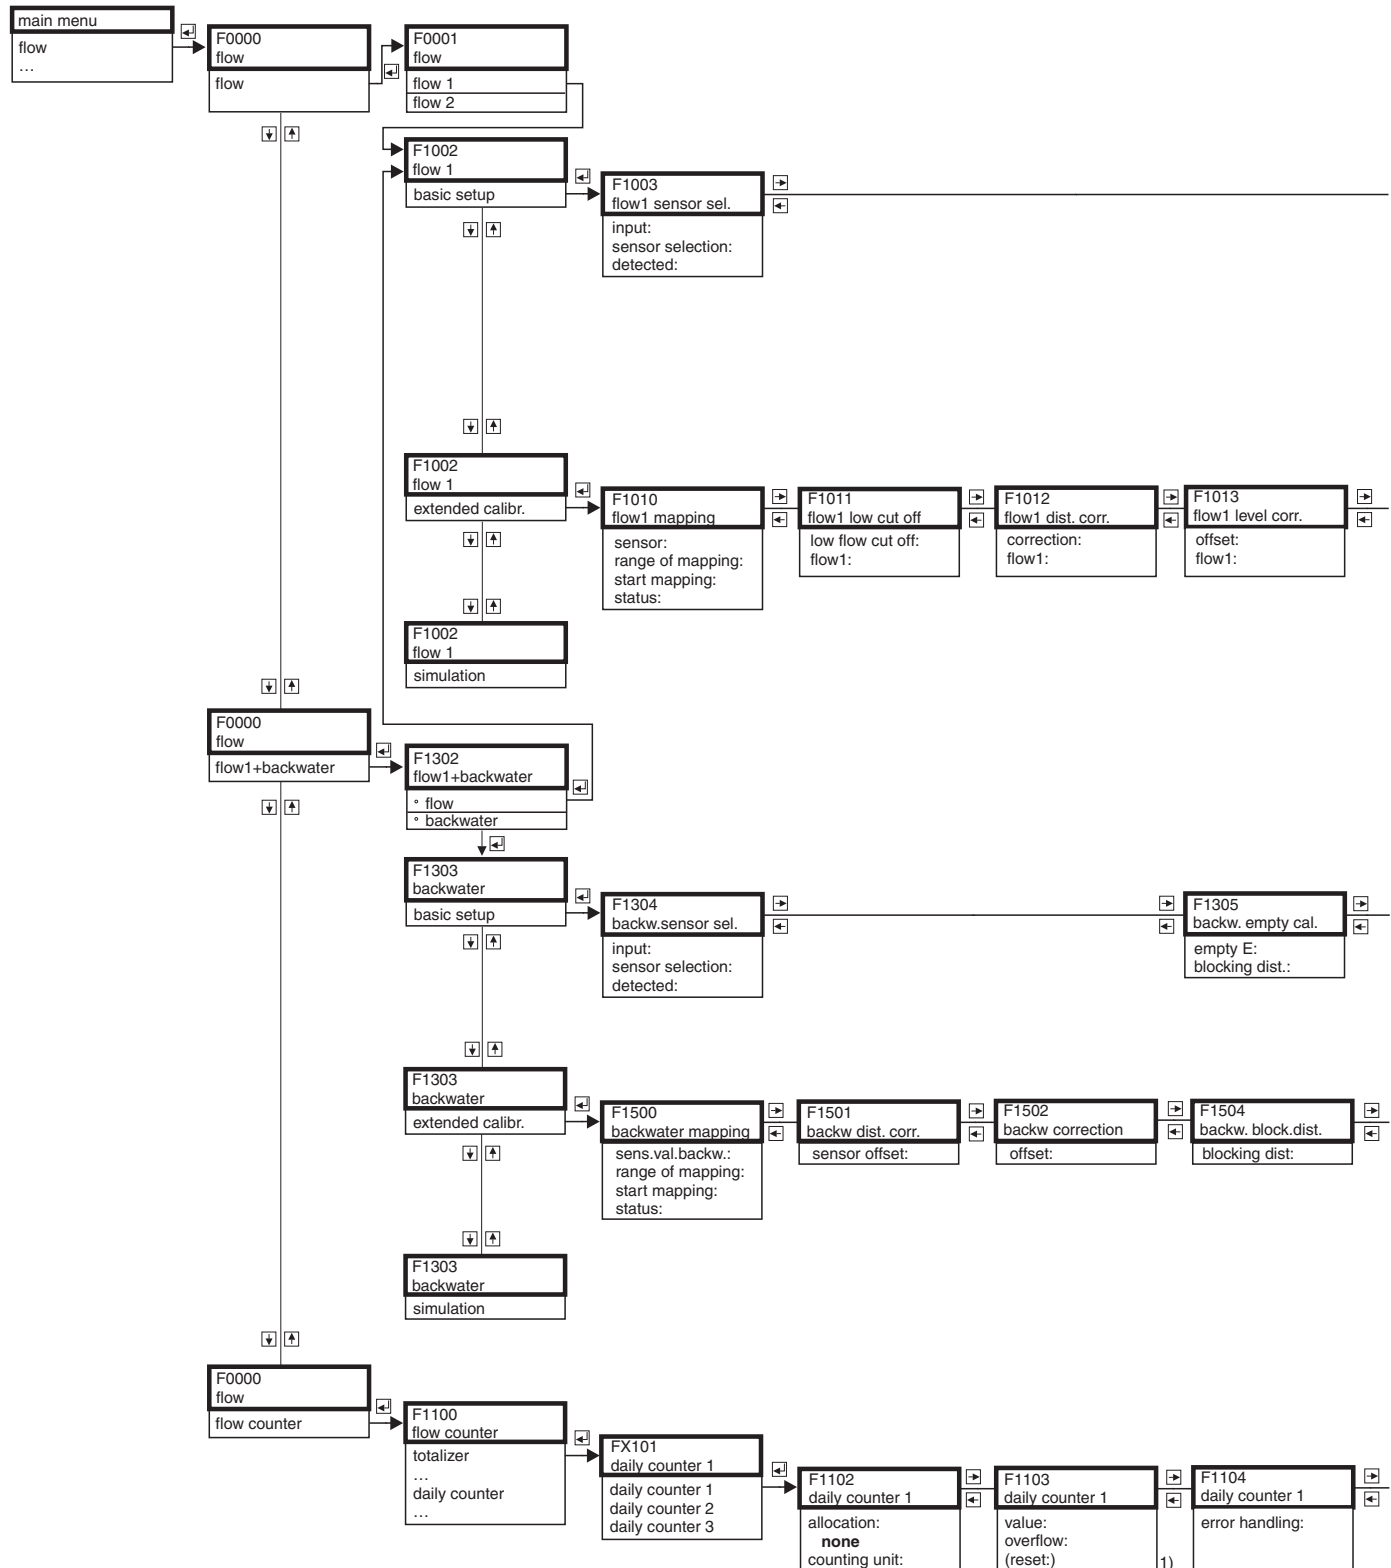 main menu
flow
...
F0000
flow
flow
F0001
flow
flow 1
flow 2
F1002
flow 1
basic setup
F1003
flow1 sensor sel.
input:
sensor selection:
detected:
F1002
flow 1
extended calibr.
F1010
flow1 mapping
sensor:
range of mapping:
start mapping:
status:
F1011
flow1 low cut off
low flow cut off:
flow1:
F1012
flow1 dist. corr.
correction:
flow1:
F1013
flow1 level corr.
offset:
flow1:
F1002
flow 1
simulation
F0000
flow
flow1+backwater
F1302
flow1+backwater
° flow
° backwater
F1303
backwater
basic setup
F1304
backw.sensor sel.
input:
sensor selection:
detected:
F1305
backw. empty cal.
empty E:
blocking dist.:
F1303
backwater
extended calibr.
F1500
backwater mapping
sens.val.backw.:
range of mapping:
start mapping:
status:
F1501
backw dist. corr.
sensor offset:
F1502
backw correction
offset:
F1504
backw. block.dist.
blocking dist:
F1303
backwater
simulation
F0000
flow
flow counter
F1100
flow counter
totalizer
...
daily counter
...
FX101
daily counter 1
daily counter 1
daily counter 2
daily counter 3
F1102
daily counter 1
allocation:
none
counting unit:
F1103
daily counter 1
value:
overflow:
(reset:)
1)
F1104
daily counter 1
error handling: